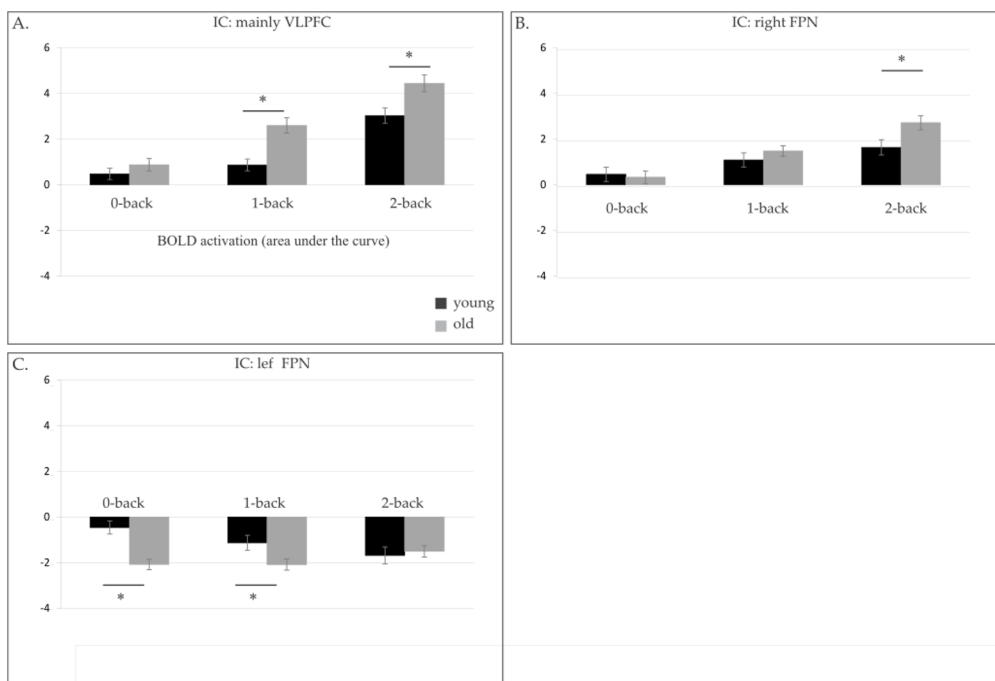 A. IC: mainly VLPFC
6
4
2
0
-2
-4
* *
0-back 1-back 2-back
BOLD activation (area under the curve)
young
old
B. IC: right FPN
6
4
2
0
-2
-4
*
0-back 1-back 2-back
C. IC: lef FPN
6
4
2
0
-2
-4
0-back 1-back 2-back
* *